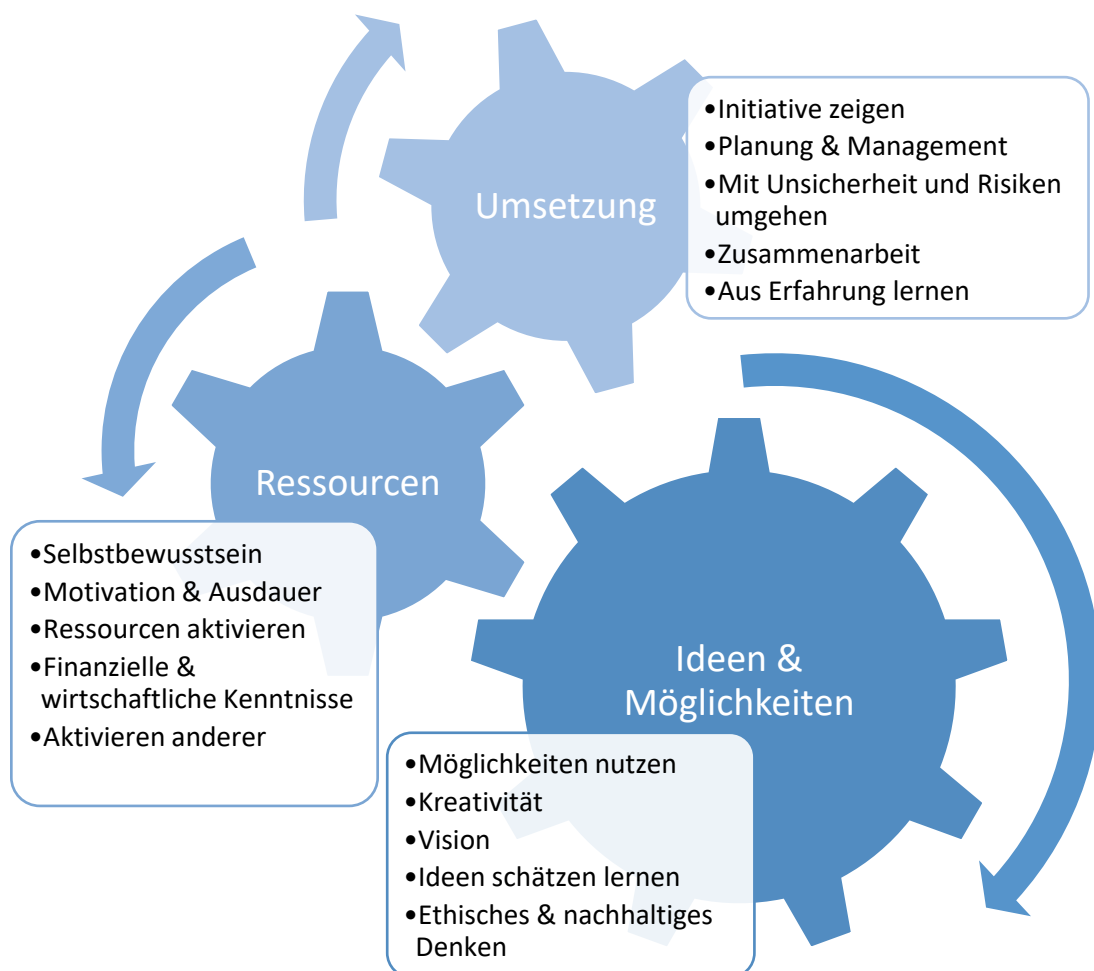 Umsetzung
•Initiative zeigen
•Planung & Management
•Mit Unsicherheit und Risiken
umgehen
•Zusammenarbeit
•Aus Erfahrung lernen
Ressourcen
•Selbstbewusstsein
•Motivation & Ausdauer
•Ressourcen aktivieren
•Finanzielle &
wirtschaftliche Kenntnisse
•Aktivieren anderer
Ideen &
Möglichkeiten
•Möglichkeiten nutzen
•Kreativität
•Vision
•Ideen schätzen lernen
•Ethisches & nachhaltiges
Denken